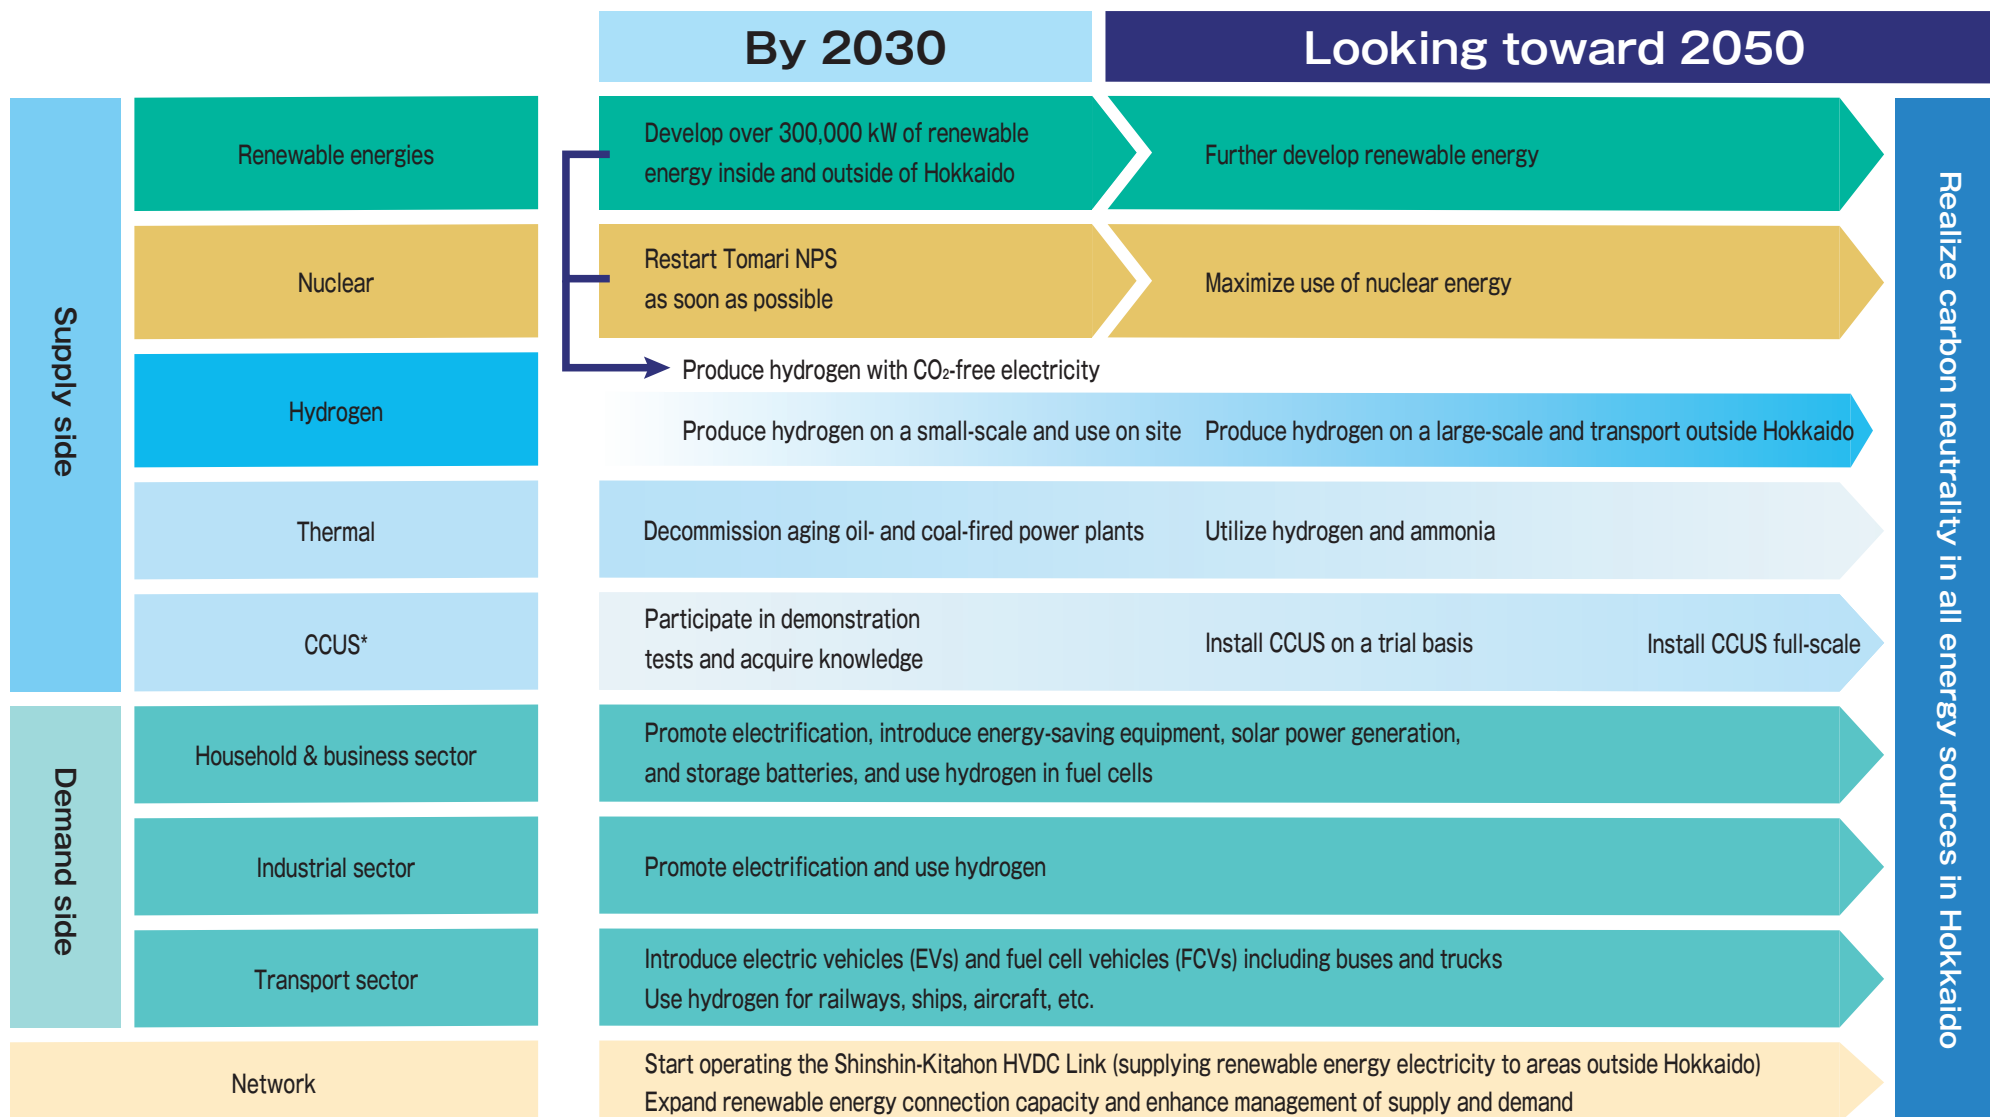 By 2030
Looking toward 2050
Supply side
Renewable energies
Develop over 300,000 kW of renewable
energy inside and outside of Hokkaido
Further develop renewable energy
Nuclear
Restart Tomari NPS
as soon as possible
Maximize use of nuclear energy
Hydrogen
Produce hydrogen with CO₂-free electricity
Produce hydrogen on a small-scale and use on site
Produce hydrogen on a large-scale and transport outside Hokkaido
Thermal
Decommission aging oil- and coal-fired power plants
Utilize hydrogen and ammonia
CCUS*
Participate in demonstration
tests and acquire knowledge
Install CCUS on a trial basis
Install CCUS full-scale
Demand side
Household & business sector
Promote electrification, introduce energy-saving equipment, solar power generation,
and storage batteries, and use hydrogen in fuel cells
Industrial sector
Promote electrification and use hydrogen
Transport sector
Introduce electric vehicles (EVs) and fuel cell vehicles (FCVs) including buses and trucks
Use hydrogen for railways, ships, aircraft, etc.
Network
Start operating the Shinshin-Kitahon HVDC Link (supplying renewable energy electricity to areas outside Hokkaido)
Expand renewable energy connection capacity and enhance management of supply and demand
Realize carbon neutrality in all energy sources in Hokkaido